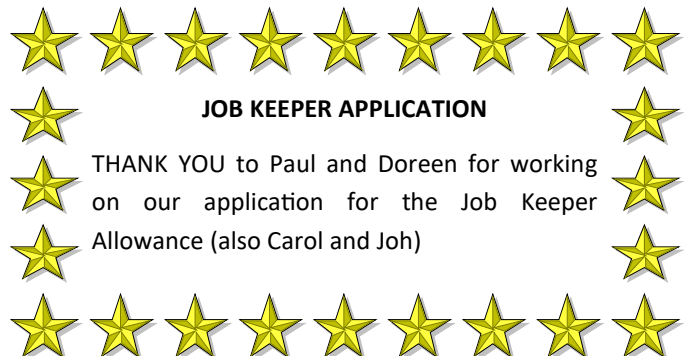 JOB KEEPER APPLICATION
THANK YOU to Paul and Doreen for working
on our application for the Job Keeper
Allowance (also Carol and Joh)